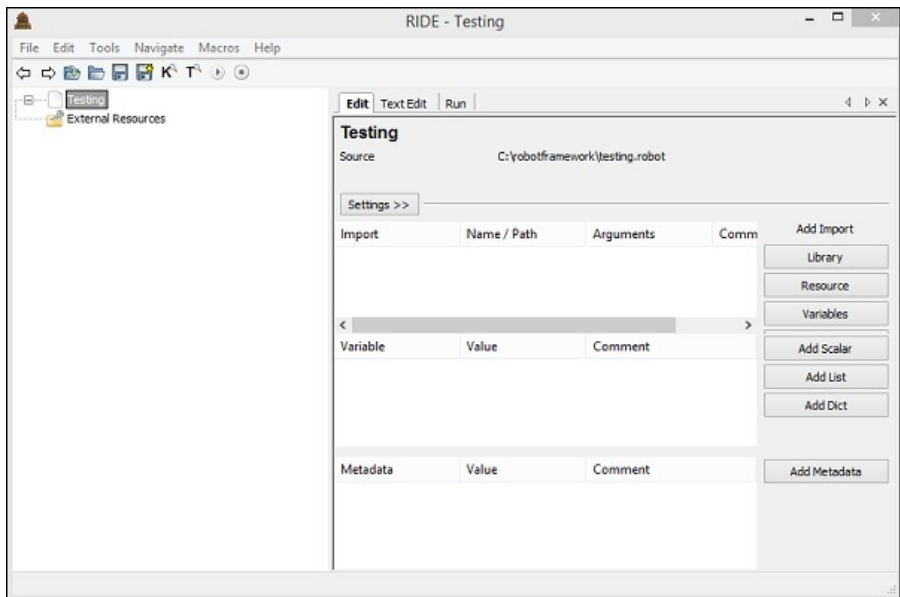 RIDE - Testing
File Edit Tools Navigate Macros Help
Testing
External Resources
Edit Text Edit Run
Testing
Source C:\robotframework\testing.robot
Settings >>
Import Name / Path Arguments Comm
Add Import
Library
Resource
Variables
Variable Value Comment
Add Scalar
Add List
Add Dict
Metadata Value Comment
Add Metadata